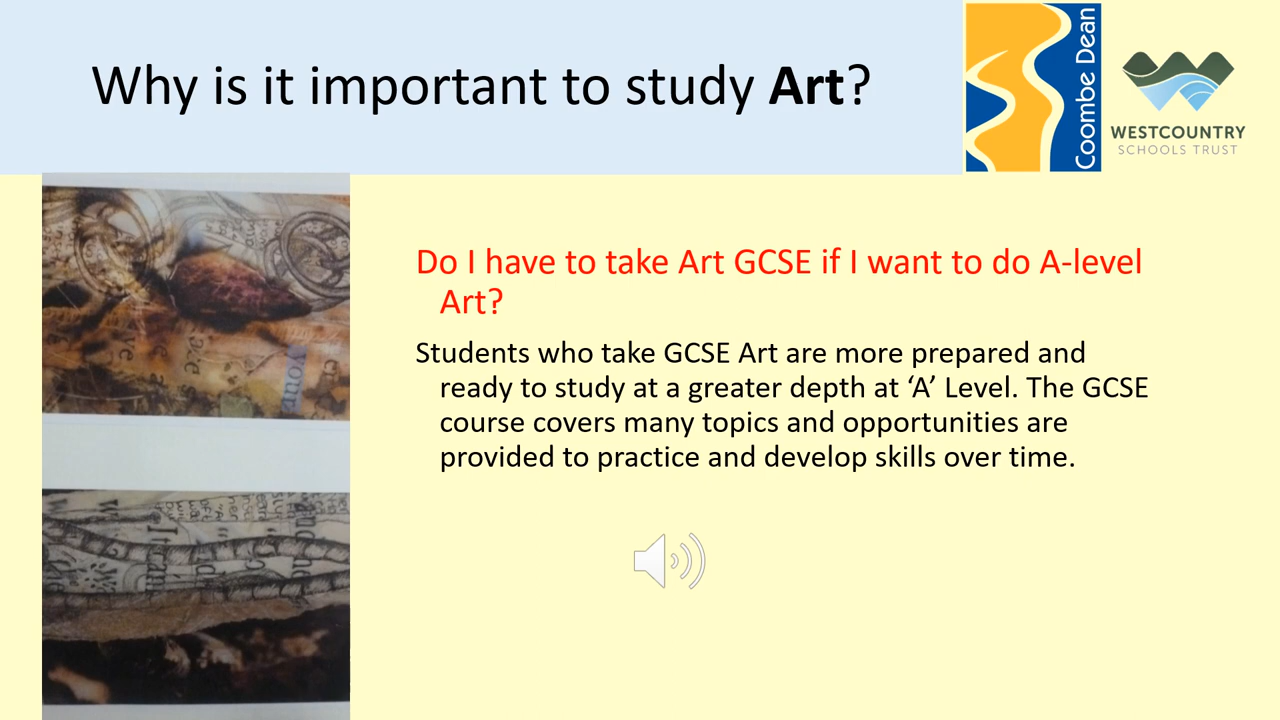 Why is it important to study Art?
Coombe Dean
WESTCOUNTRY
SCHOOLS TRUST
Do I have to take Art GCSE if I want to do A-level
Art?
Students who take GCSE Art are more prepared and
ready to study at a greater depth at ‘A’ Level. The GCSE
course covers many topics and opportunities are
provided to practice and develop skills over time.
your